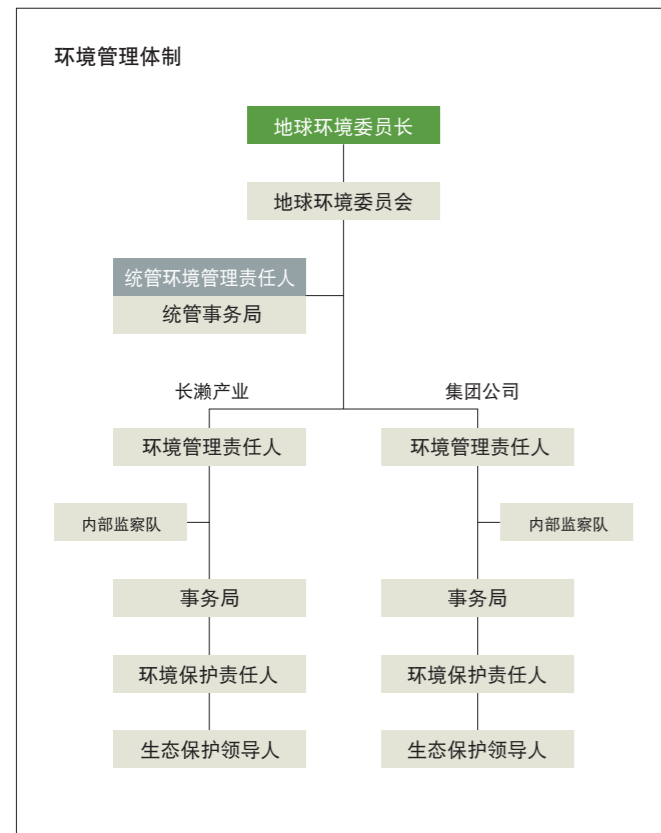 环境管理体制
地球环境委员长
地球环境委员会
统管环境管理责任人
统管事务局
长濑产业
集团公司
环境管理责任人
环境管理责任人
内部监察队
内部监察队
事务局
事务局
环境保护责任人
环境保护责任人
生态保护领导人
生态保护领导人